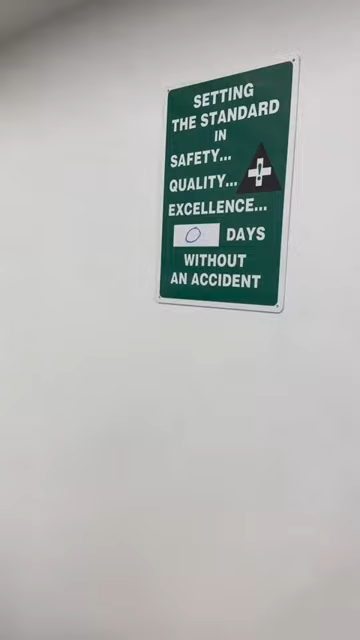 SETTING
THE STANDARD
IN
SAFETY...
QUALITY...
EXCELLENCE...
0 DAYS
WITHOUT
AN ACCIDENT